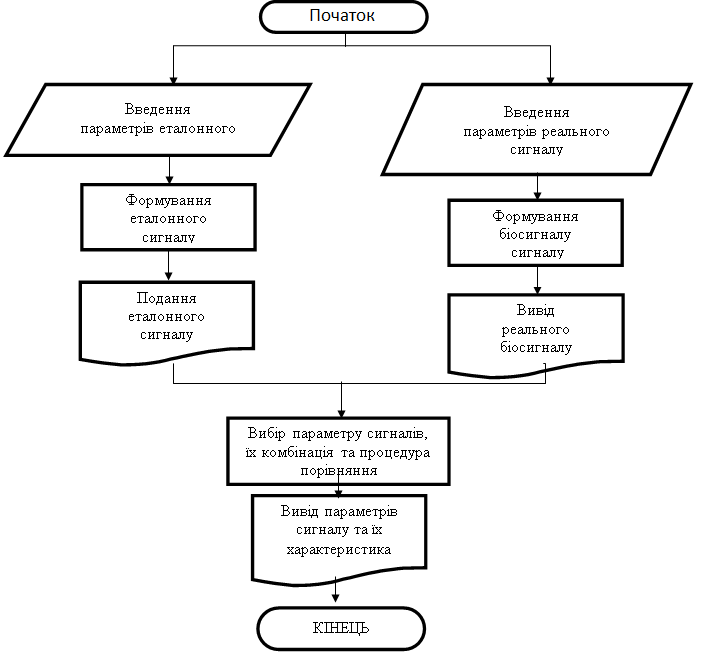 Початок
Введення
параметрів еталонного
Введення
параметрів реального
сигналу
Формування
еталонного
сигналу
Формування
біосигналу
сигналу
Подання
еталонного
сигналу
Вивід
реального
біосигналу
Вибір параметру сигналів,
їх комбінація та процедура
порівняння
Вивід параметрів
сигналу та їх
характеристика
КІНЕЦЬ